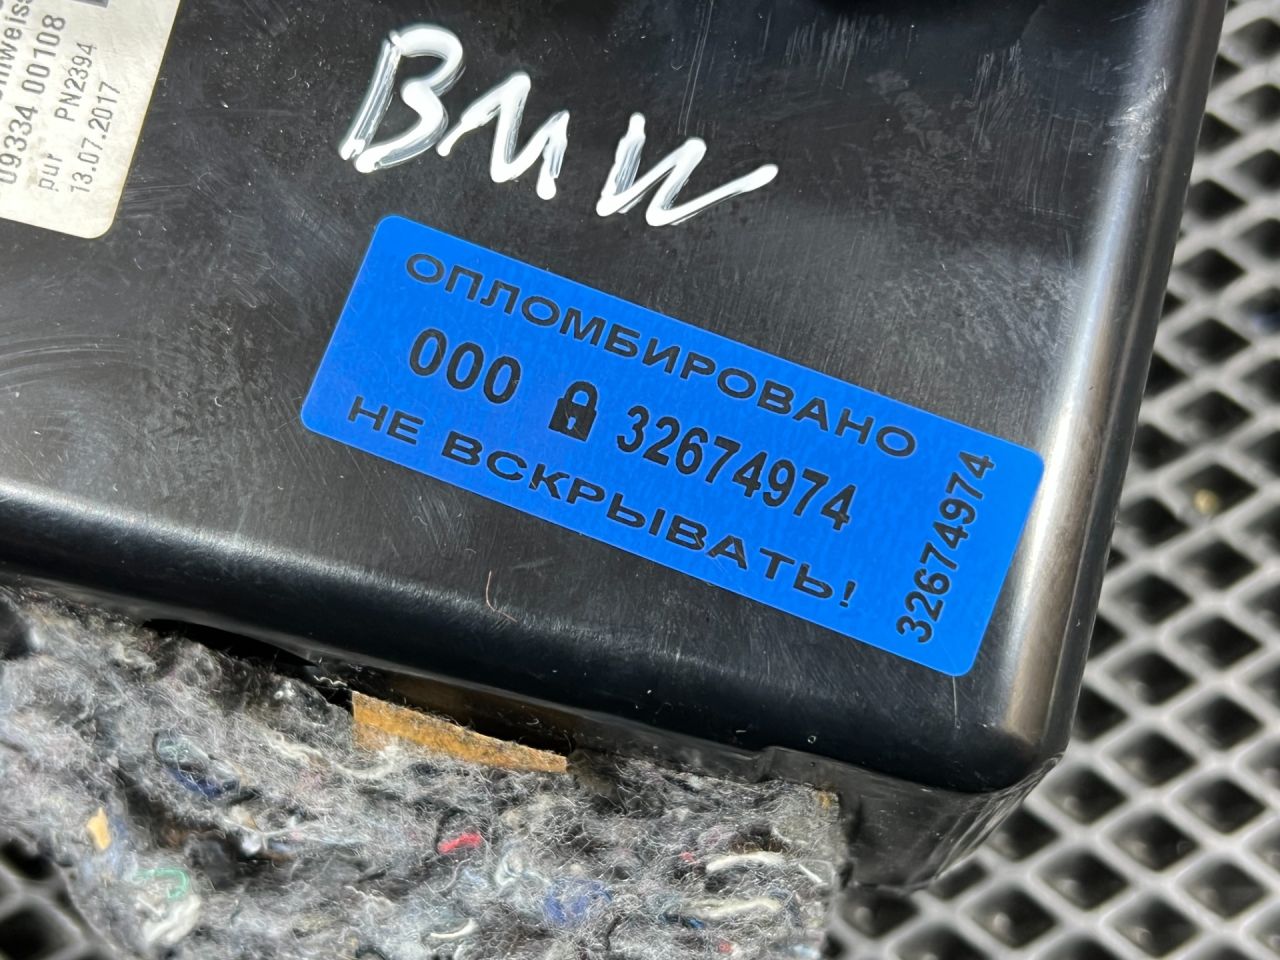 09334 00108
pur PN2394
13.07.2017
BMW
ОПЛОМБИРОВАНО
000 32674974
НЕ ВСКРЫВАТЬ!
32674974